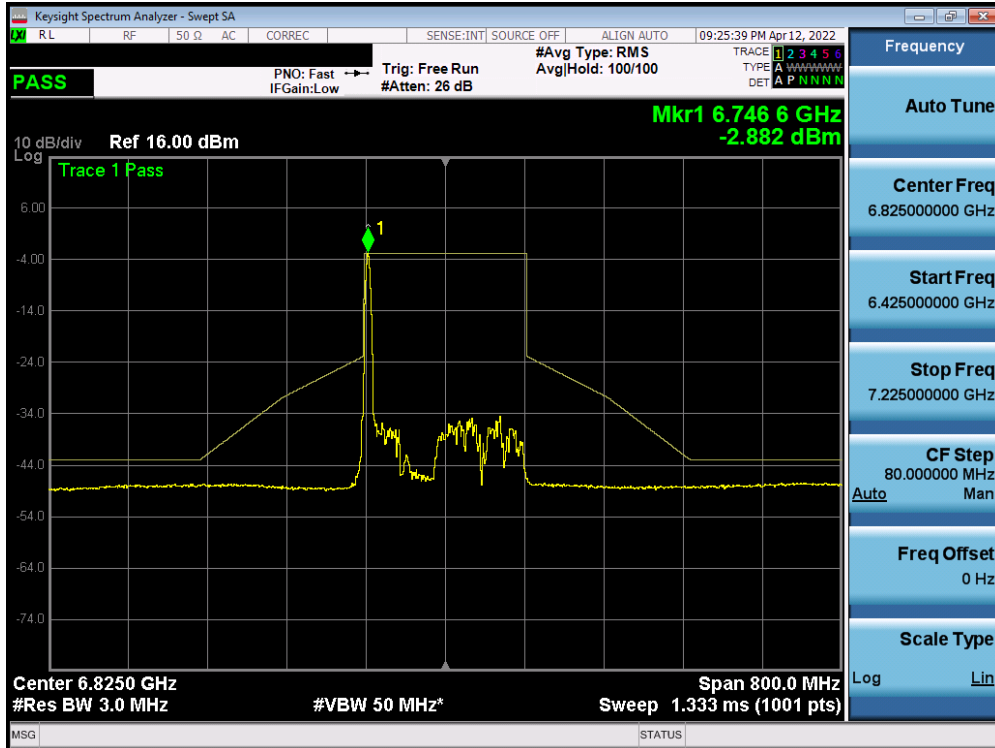 Keysight Spectrum Analyzer - Swept SA
LXI RL RF 50 Ω AC CORREC SENSE:INT SOURCE OFF ALIGN AUTO 09:25:39 PM Apr 12, 2022
PASS
PNO: Fast
IFGain:Low
Trig: Free Run
#Atten: 26 dB
#Avg Type: RMS
Avg|Hold: 100/100
TRACE 1 2 3 4 5 6
TYPE A WWWWW
DET A P N N N N
Mkr1 6.746 6 GHz
-2.882 dBm
10 dB/div Ref 16.00 dBm
Log
Trace 1 Pass
6.00
1
-4.00
-14.0
-24.0
-34.0
-44.0
-54.0
-64.0
-74.0
Center 6.8250 GHz Span 800.0 MHz
#Res BW 3.0 MHz #VBW 50 MHz* Sweep 1.333 ms (1001 pts)
MSG STATUS
Frequency
Auto Tune
Center Freq
6.825000000 GHz
Start Freq
6.425000000 GHz
Stop Freq
7.225000000 GHz
CF Step
80.000000 MHz
Auto Man
Freq Offset
0 Hz
Scale Type
Log Lin